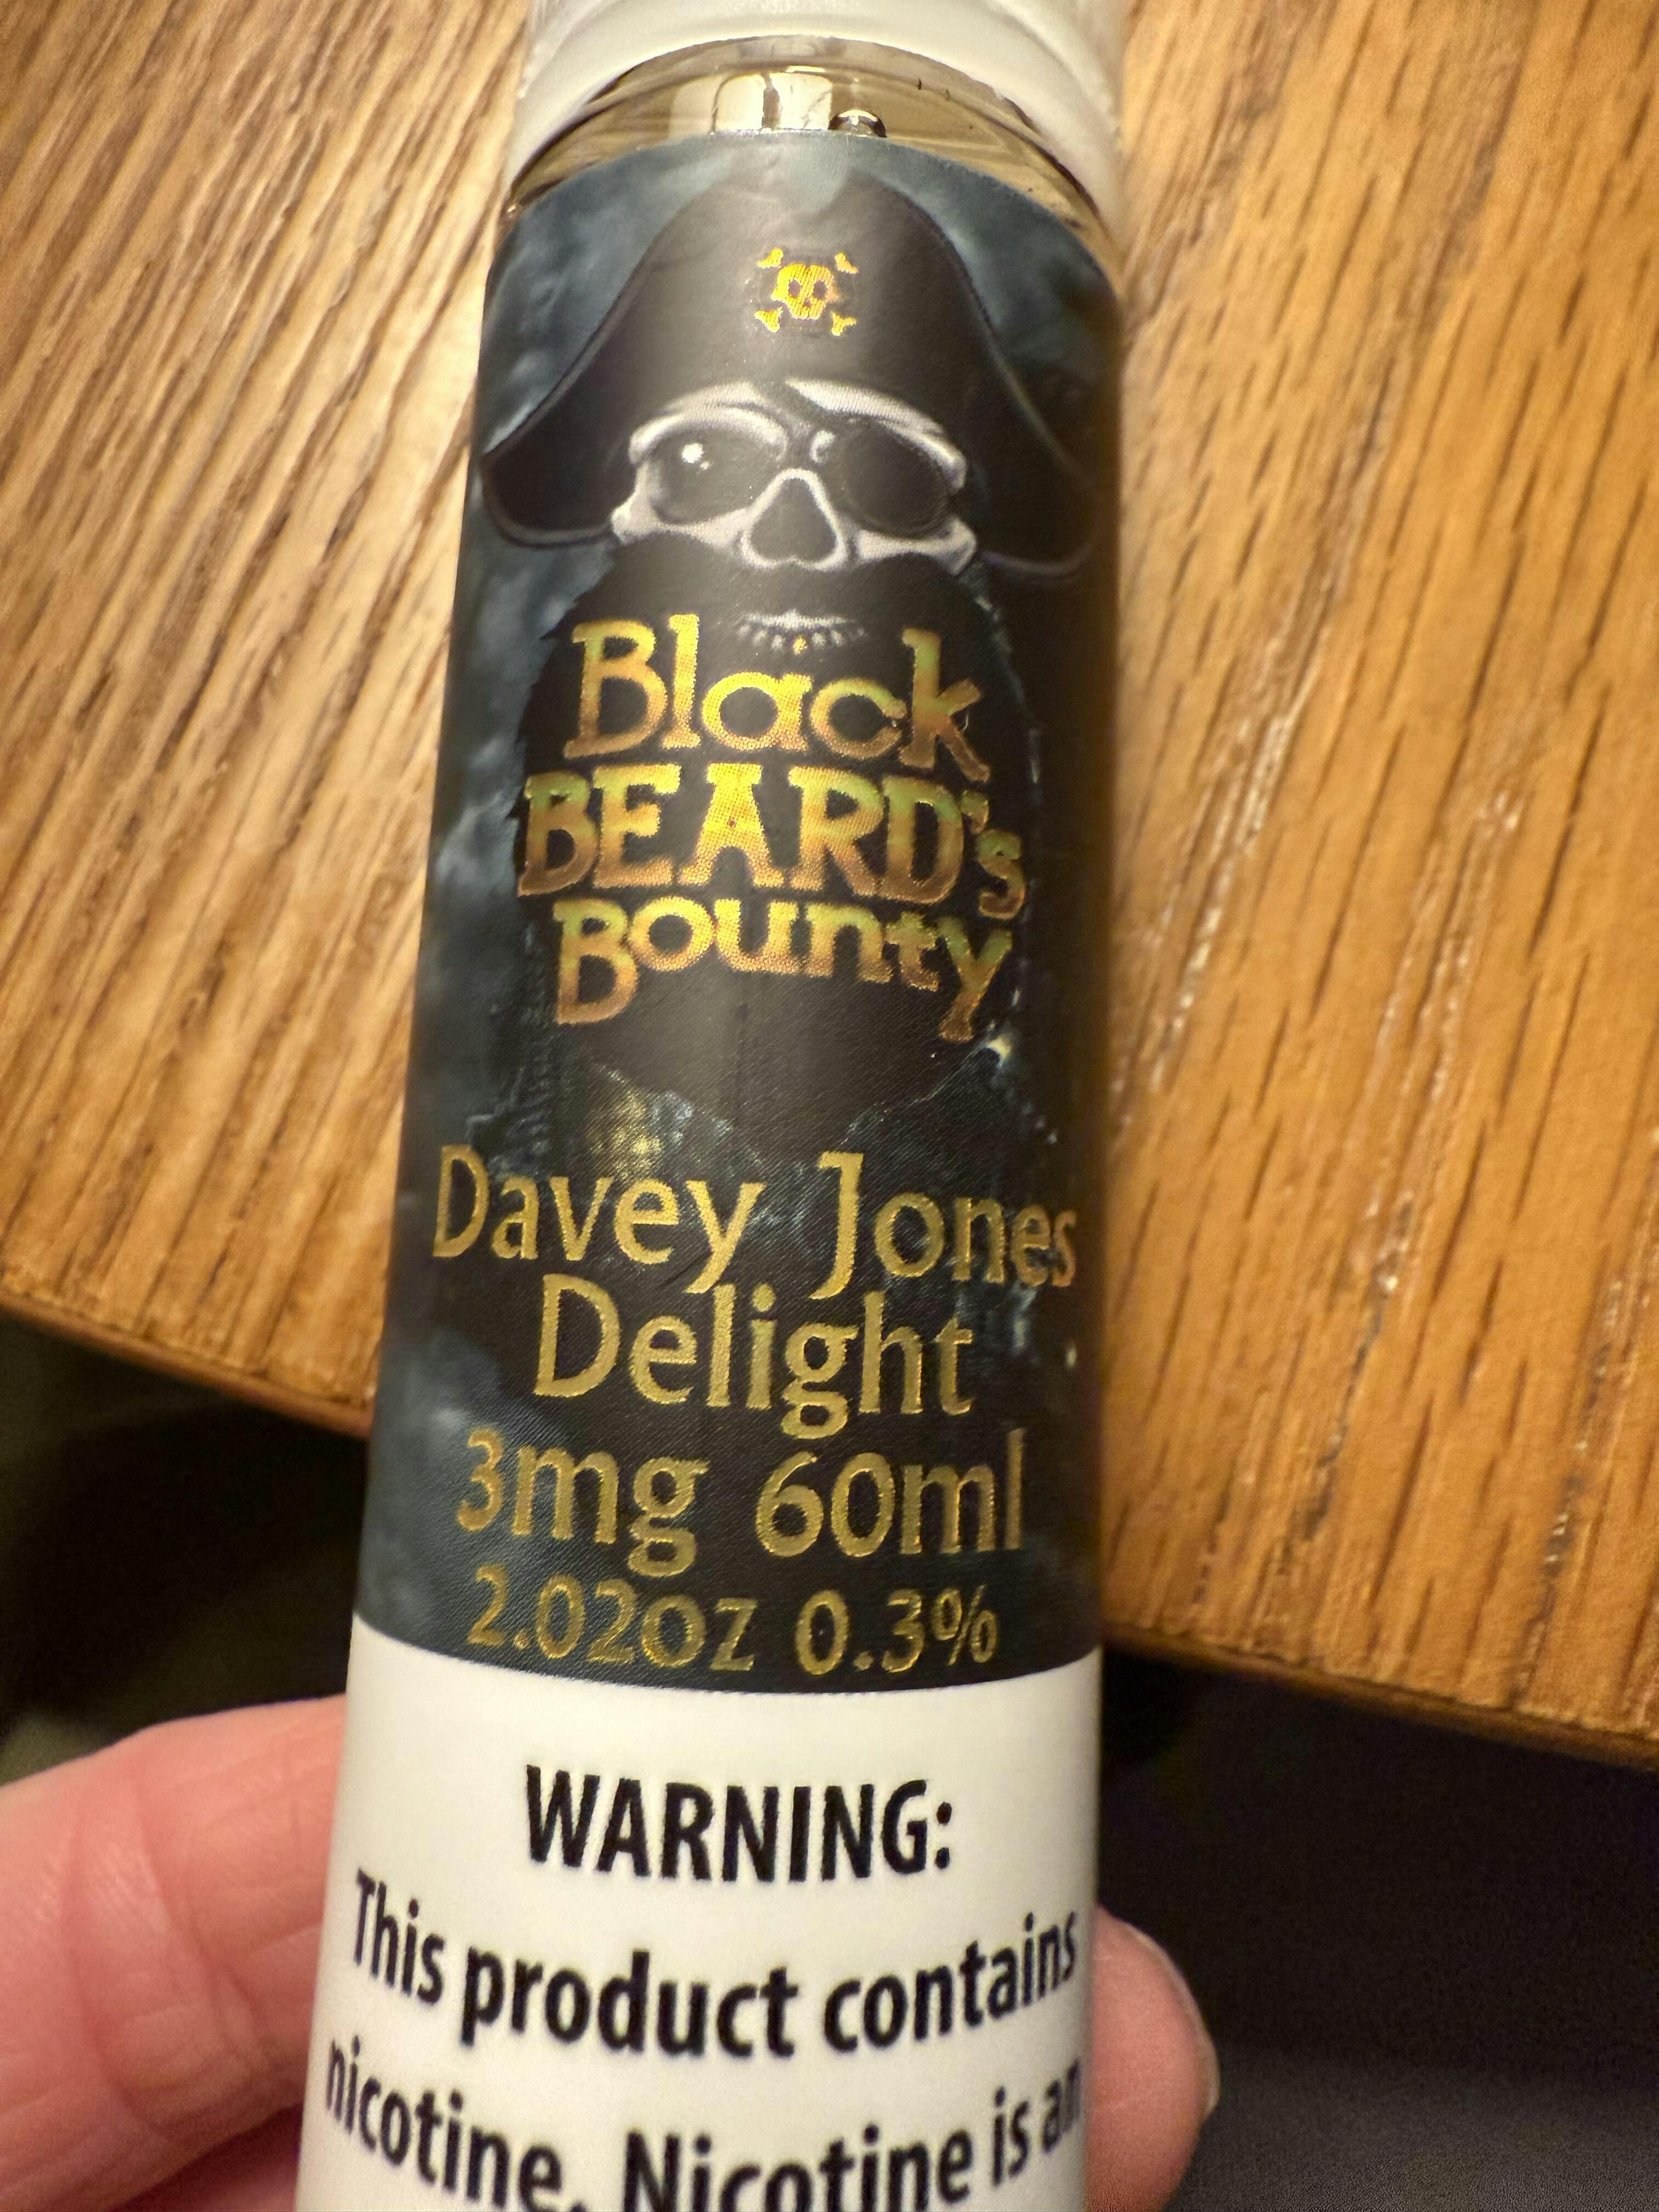 Black
BEARD's
Bounty
Davey Jones
Delight
3mg 60ml
2.02oz 0.3%
WARNING:
This product contains
nicotine. Nicotine is an